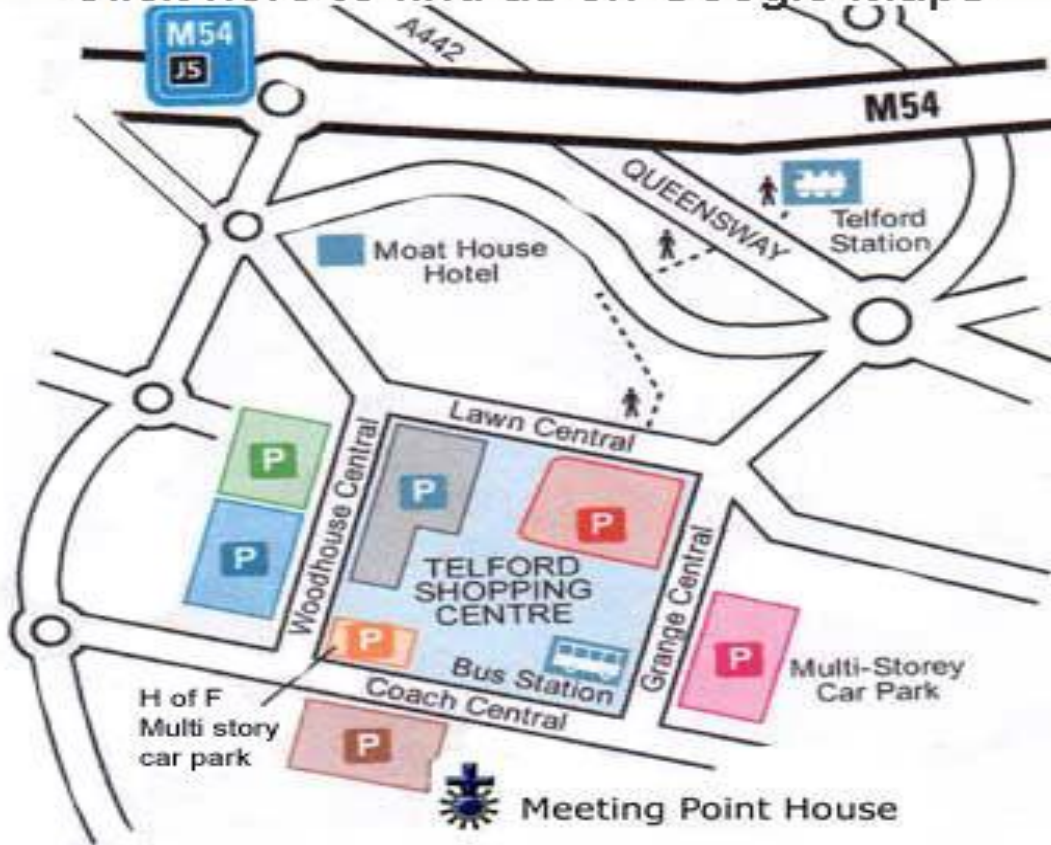 M54
J5
A442
M54
QUEENSWAY
Telford
Station
Moat House
Hotel
Lawn Central
P
P
P
P
Woodhouse Central
TELFORD
SHOPPING
CENTRE
Grange Central
P
P
Multi-Storey
Car Park
Bus Station
Coach Central
H of F
Multi story
car park
P
Meeting Point House